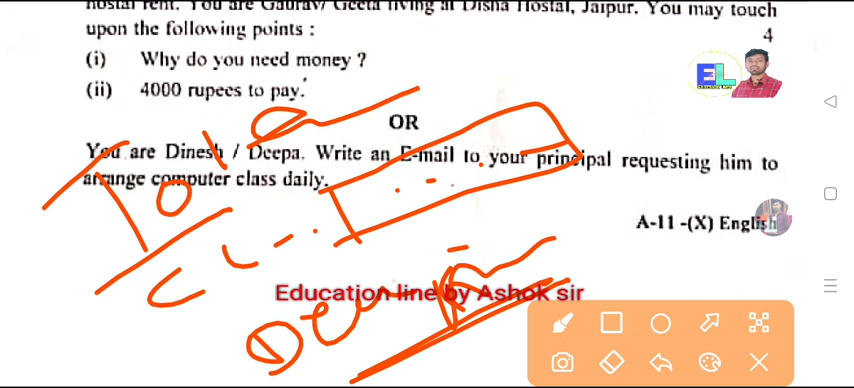 hostal rent. You are Gaurav/ Geeta living at Disha Hostal, Jaipur. You may touch
upon the following points :
4
(i) Why do you need money ?
(ii) 4000 rupees to pay.
EL
OR
You are Dinesh / Deepa. Write an E-mail to your principal requesting him to
arrange computer class daily.
To
A-11 -(X) English
Education line by Ashok sir